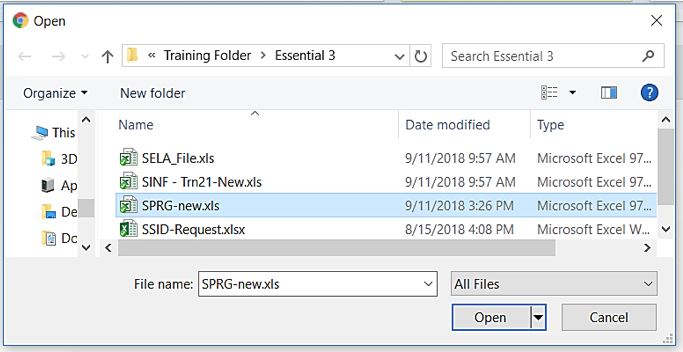 Open
« Training Folder > Essential 3
Search Essential 3
Organize
New folder
?
Name Date modified Type
This
3D
Ap
De
Do
SELA_File.xls 9/11/2018 9:57 AM Microsoft Excel 97...
SINF - Trn21-New.xls 9/11/2018 9:57 AM Microsoft Excel 97...
SPRG-new.xls 9/11/2018 3:26 PM Microsoft Excel 97...
SSID-Request.xlsx 8/15/2018 4:08 PM Microsoft Excel W...
File name: SPRG-new.xls All Files
Open Cancel